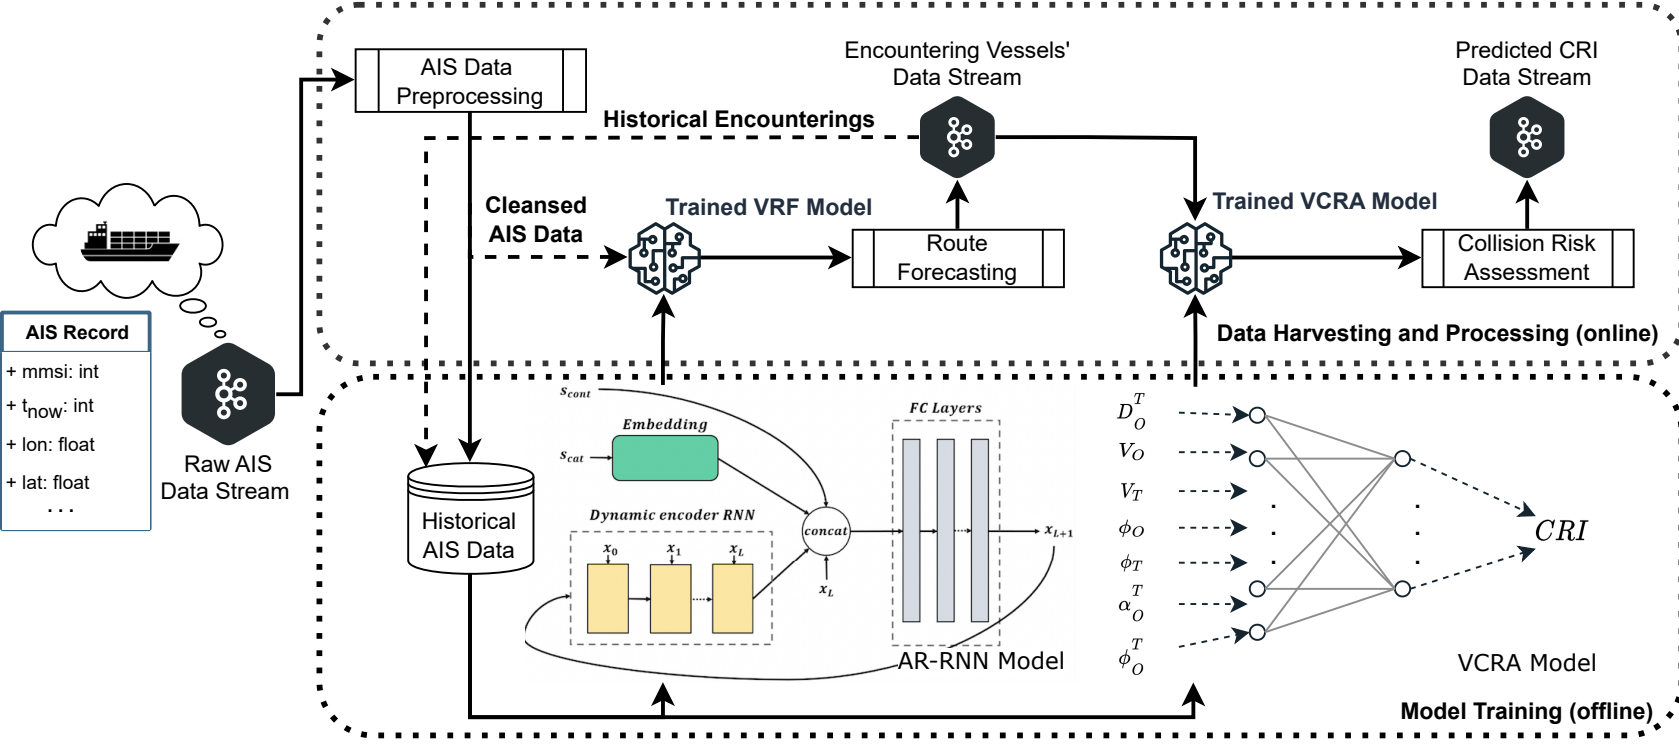 AIS Data
Preprocessing
Encountering Vessels'
Data Stream
Predicted CRI
Data Stream
Historical Encounterings
Cleansed
AIS Data
Trained VRF Model
Route
Forecasting
Trained VCRA Model
Collision Risk
Assessment
Data Harvesting and Processing (online)
AIS Record
+ mmsi: int
+ t_now: int
+ lon: float
+ lat: float
...
Raw AIS
Data Stream
Historical
AIS Data
s_cont
Embedding
s_cat
Dynamic encoder RNN
x_0
x_1
x_L
concat
x_L
FC Layers
x_{L+1}
AR-RNN Model
D_O^T
V_O
V_T
ϕ_O
ϕ_T
α_O^T
ϕ_O^T
CRI
VCRA Model
Model Training (offline)